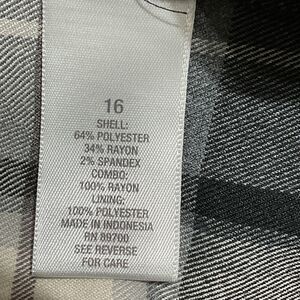 16
SHELL:
64% POLYESTER
34% RAYON
2% SPANDEX
COMBO:
100% RAYON
LINING:
100% POLYESTER
MADE IN INDONESIA
RN 89700
SEE REVERSE
FOR CARE